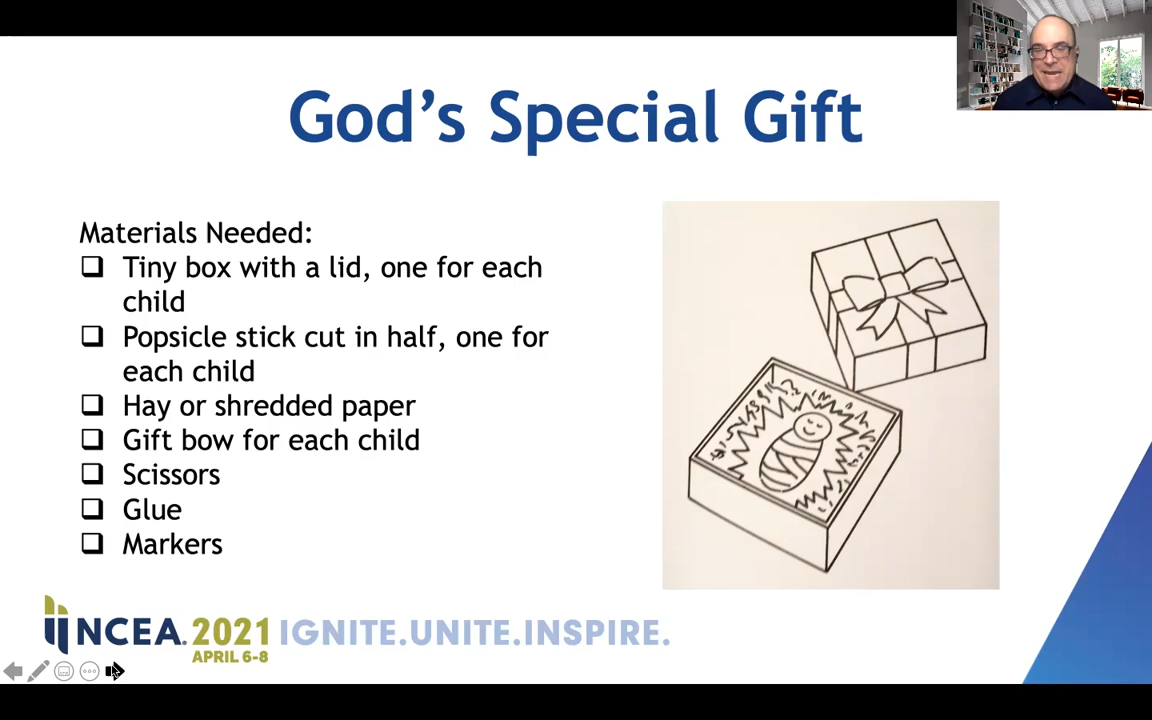 God's Special Gift
Materials Needed:
Tiny box with a lid, one for each
child
Popsicle stick cut in half, one for
each child
Hay or shredded paper
Gift bow for each child
Scissors
Glue
Markers
NCEA. 2021 IGNITE.UNITE.INSPIRE.
APRIL 6-8